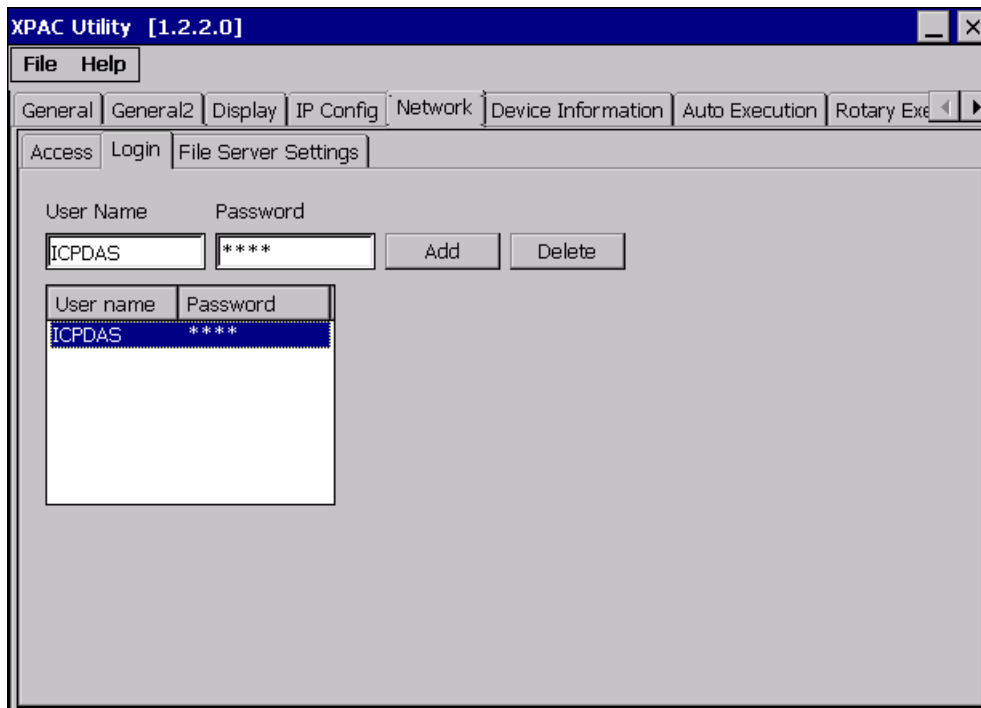 XPAC Utility [1.2.2.0]
File Help
General General2 Display IP Config Network Device Information Auto Execution Rotary Exe
Access Login File Server Settings
User Name Password
ICPDAS **** Add Delete
User name Password
ICPDAS ****